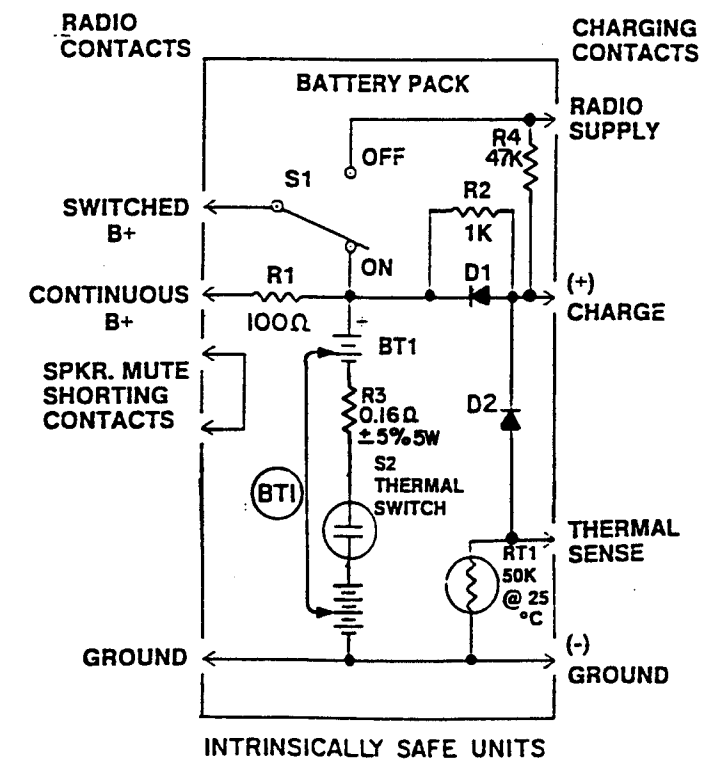 RADIO
CONTACTS
CHARGING
CONTACTS
BATTERY PACK
RADIO
SUPPLY
R4
47K
OFF
S1
R2
1K
SWITCHED
B+
ON
R1
100Ω
D1
CONTINUOUS
B+
(+)
CHARGE
+
BT1
SPKR. MUTE
SHORTING
CONTACTS
R3
0.16Ω
±5% 5W
D2
S2
THERMAL
SWITCH
BT1
THERMAL
SENSE
RT1
50K
@ 25
°C
GROUND
(-)
GROUND
INTRINSICALLY SAFE UNITS